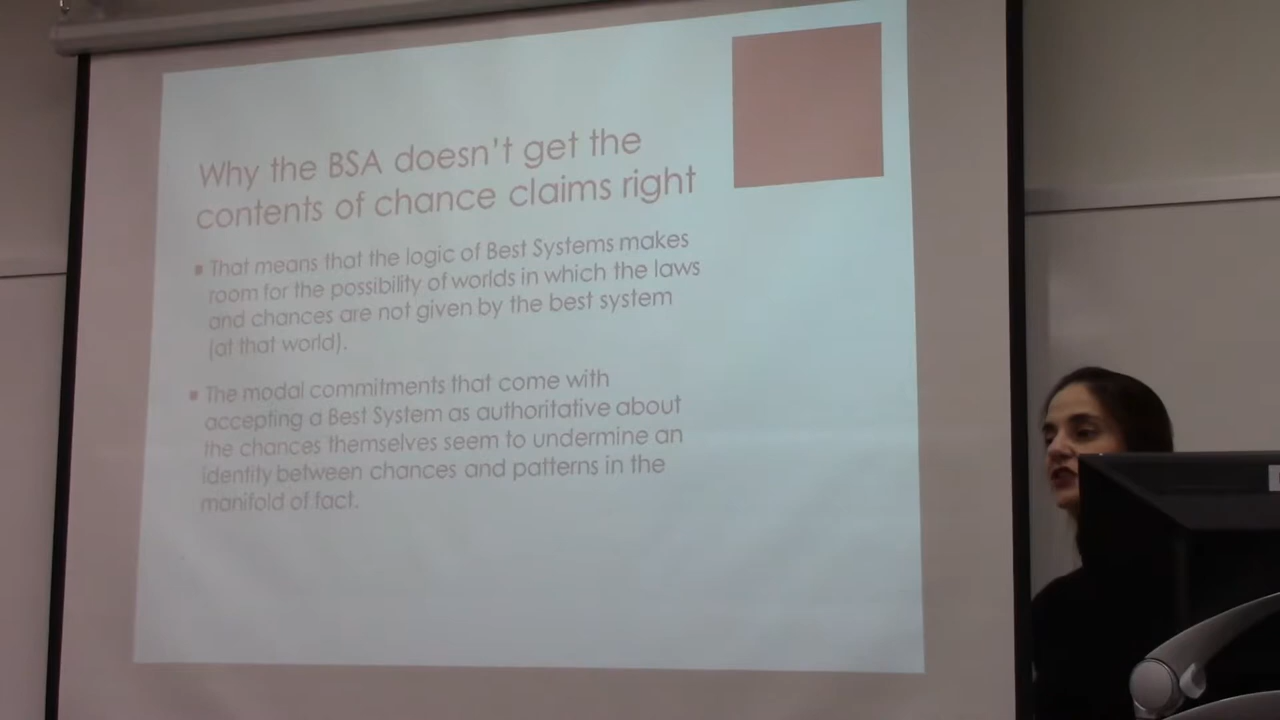 Why the BSA doesn't get the
contents of chance claims right
▪ That means that the logic of Best Systems makes
room for the possibility of worlds in which the laws
and chances are not given by the best system
(at that world).
▪ The modal commitments that come with
accepting a Best System as authoritative about
the chances themselves seem to undermine an
identity between chances and patterns in the
manifold of fact.